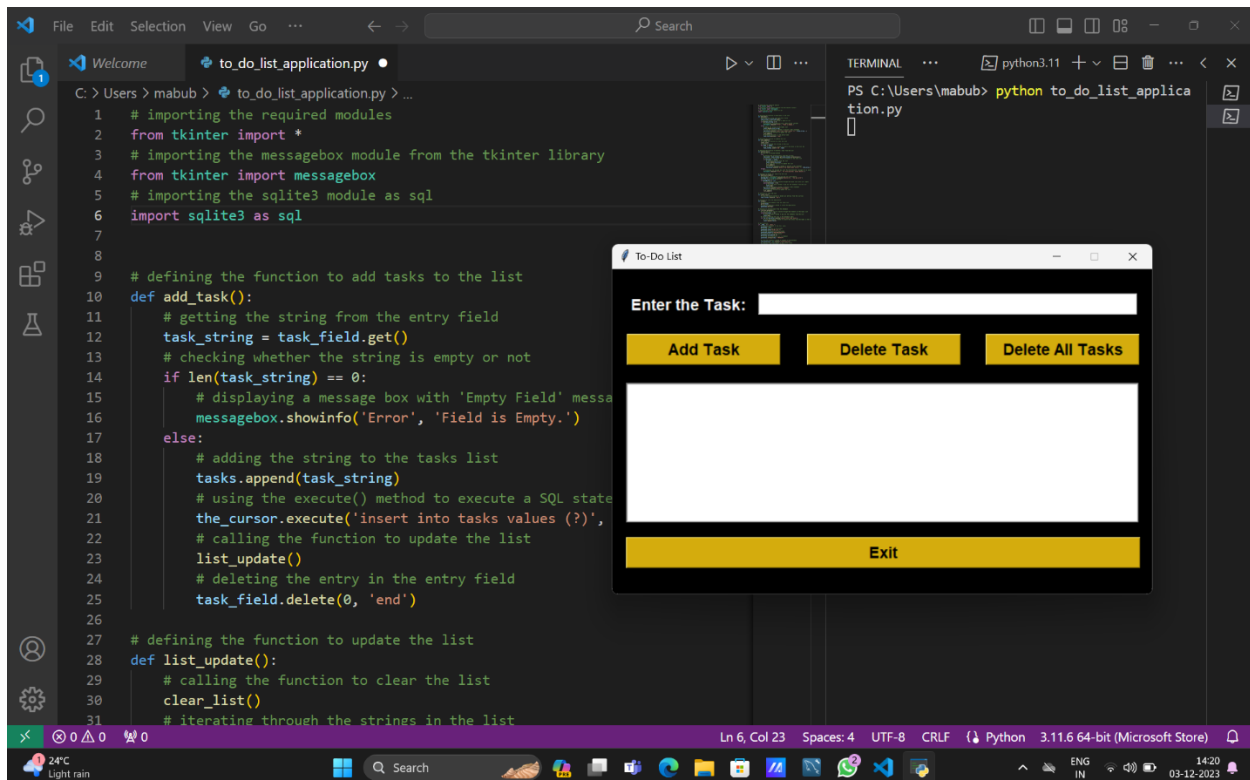 File Edit Selection View Go ··· Search
Welcome to_do_list_application.py
C: > Users > mabub > to_do_list_application.py > ...
1 # importing the required modules
2 from tkinter import *
3 # importing the messagebox module from the tkinter library
4 from tkinter import messagebox
5 # importing the sqlite3 module as sql
6 import sqlite3 as sql
7
8
9 # defining the function to add tasks to the list
10 def add_task():
11 # getting the string from the entry field
12 task_string = task_field.get()
13 # checking whether the string is empty or not
14 if len(task_string) == 0:
15 # displaying a message box with 'Empty Field' messa
16 messagebox.showinfo('Error', 'Field is Empty.')
17 else:
18 # adding the string to the tasks list
19 tasks.append(task_string)
20 # using the execute() method to execute a SQL state
21 the_cursor.execute('insert into tasks values (?)',
22 # calling the function to update the list
23 list_update()
24 # deleting the entry in the entry field
25 task_field.delete(0, 'end')
26
27 # defining the function to update the list
28 def list_update():
29 # calling the function to clear the list
30 clear_list()
31 # iterating through the strings in the list
TERMINAL ··· python3.11
PS C:\Users\mabub> python to_do_list_applica
tion.py
To-Do List
Enter the Task:
Add Task Delete Task Delete All Tasks
Exit
1
0 0 0 Ln 6, Col 23 Spaces: 4 UTF-8 CRLF Python 3.11.6 64-bit (Microsoft Store)
1 24°C
Light rain
Search
PRE
2
ENG
IN
14:20
03-12-2023